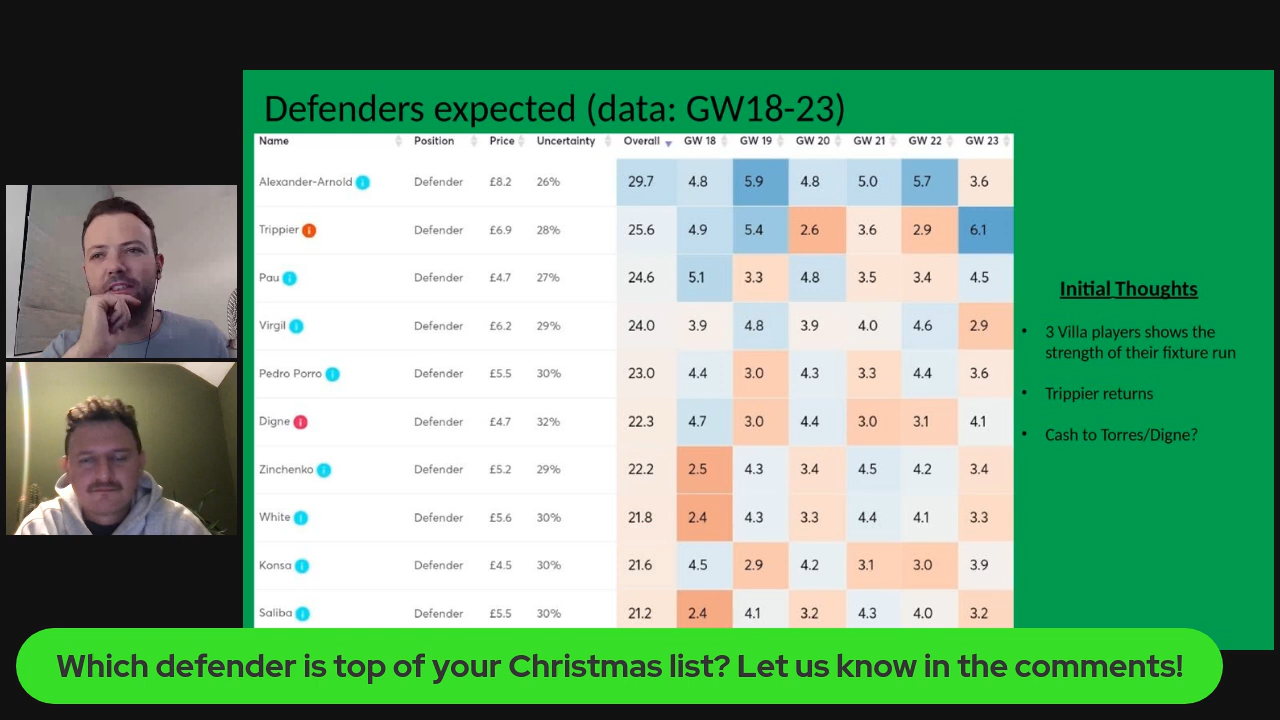 Defenders expected (data: GW18-23)
Name Position Price Uncertainty Overall GW 18 GW 19 GW 20 GW 21 GW 22 GW 23
Alexander-Arnold Defender £8.2 26% 29.7 4.8 5.9 4.8 5.0 5.7 3.6
Trippier Defender £6.9 28% 25.6 4.9 5.4 2.6 3.6 2.9 6.1
Pau Defender £4.7 27% 24.6 5.1 3.3 4.8 3.5 3.4 4.5
Virgil Defender £6.2 29% 24.0 3.9 4.8 3.9 4.0 4.6 2.9
Pedro Porro Defender £5.5 30% 23.0 4.4 3.0 4.3 3.3 4.4 3.6
Digne Defender £4.7 32% 22.3 4.7 3.0 4.4 3.0 3.1 4.1
Zinchenko Defender £5.2 29% 22.2 2.5 4.3 3.4 4.5 4.2 3.4
White Defender £5.6 30% 21.8 2.4 4.3 3.3 4.4 4.1 3.3
Konsa Defender £4.5 30% 21.6 4.5 2.9 4.2 3.1 3.0 3.9
Saliba Defender £5.5 30% 21.2 2.4 4.1 3.2 4.3 4.0 3.2
Initial Thoughts
• 3 Villa players shows the
strength of their fixture run
• Trippier returns
• Cash to Torres/Digne?
Which defender is top of your Christmas list? Let us know in the comments!